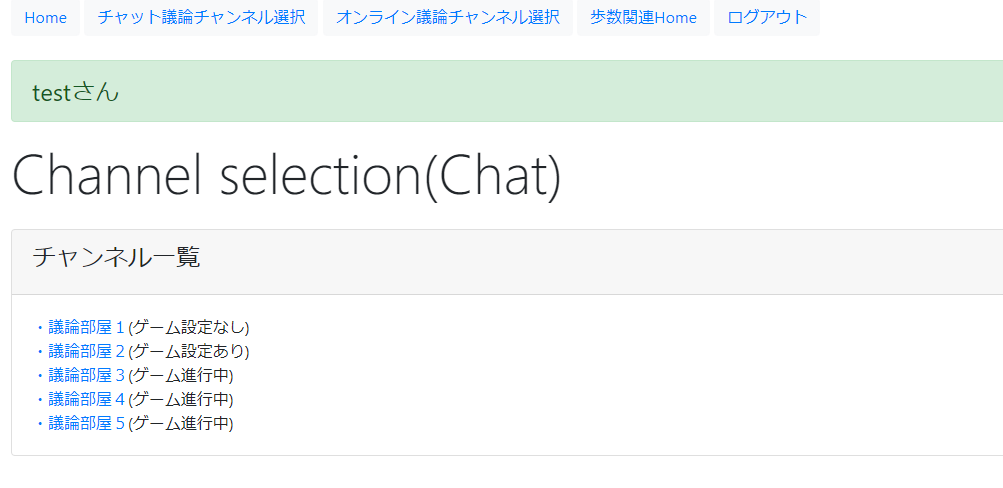 Home チャット議論チャンネル選択 オンライン議論チャンネル選択 歩数関連Home ログアウト
testさん
Channel selection(Chat)
チャンネル一覧
・議論部屋１(ゲーム設定なし)
・議論部屋２(ゲーム設定あり)
・議論部屋３(ゲーム進行中)
・議論部屋４(ゲーム進行中)
・議論部屋５(ゲーム進行中)